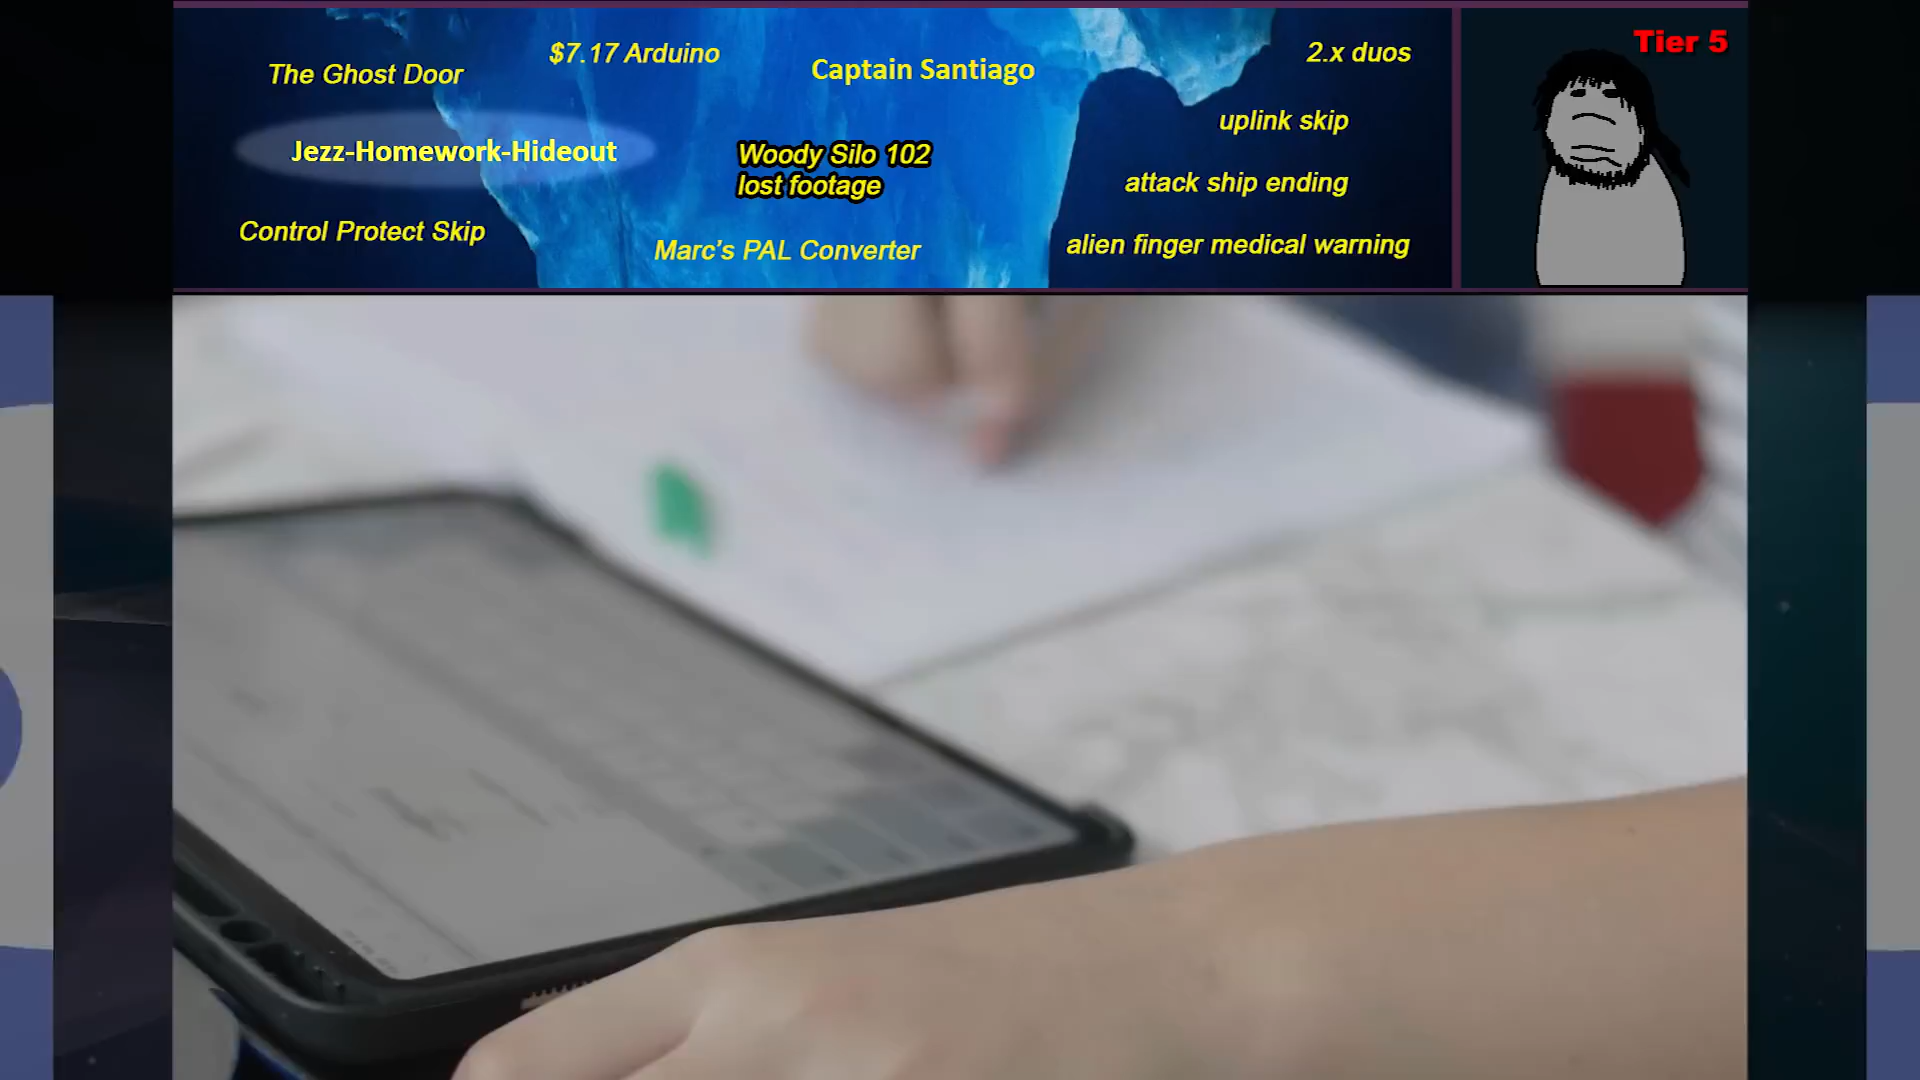 The Ghost Door
$7.17 Arduino
Captain Santiago
2.x duos
Tier 5
uplink skip
Jezz-Homework-Hideout
Woody Silo 102
lost footage
attack ship ending
Control Protect Skip
Marc's PAL Converter
alien finger medical warning